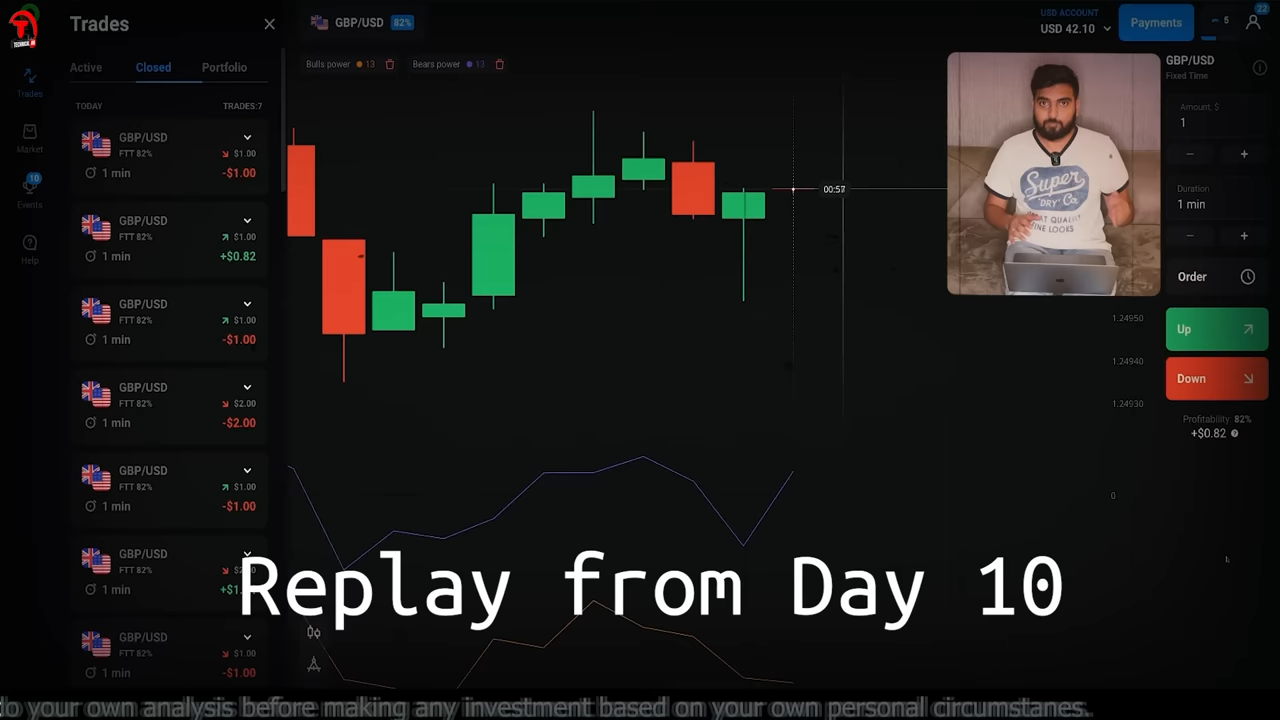 TECHNICAL
Trades
Trades
Market
10
Events
Help
Active
Closed
Portfolio
TODAY
TRADES:7
GBP/USD
FTT 82%
$1.00
1 min
-$1.00
GBP/USD
FTT 82%
$1.00
1 min
+$0.82
GBP/USD
FTT 82%
$1.00
1 min
-$1.00
GBP/USD
FTT 82%
$2.00
1 min
-$2.00
GBP/USD
FTT 82%
$1.00
1 min
-$1.00
GBP/USD
FTT 82%
1 min
GBP/USD
FTT 82%
$1.00
1 min
-$1.00
GBP/USD
82%
Bulls power
13
Bears power
13
00:57
1.24950
1.24940
1.24930
0
USD ACCOUNT
USD 42.10
Payments
5
22
GBP/USD
Fixed Time
Amount, $
1
Duration
1 min
Order
Up
Down
Profitability: 82%
+$0.82
Super
"DRY" Co.
Replay from Day 10
do your own analysis before making any investment based on your own personal circumstanes.